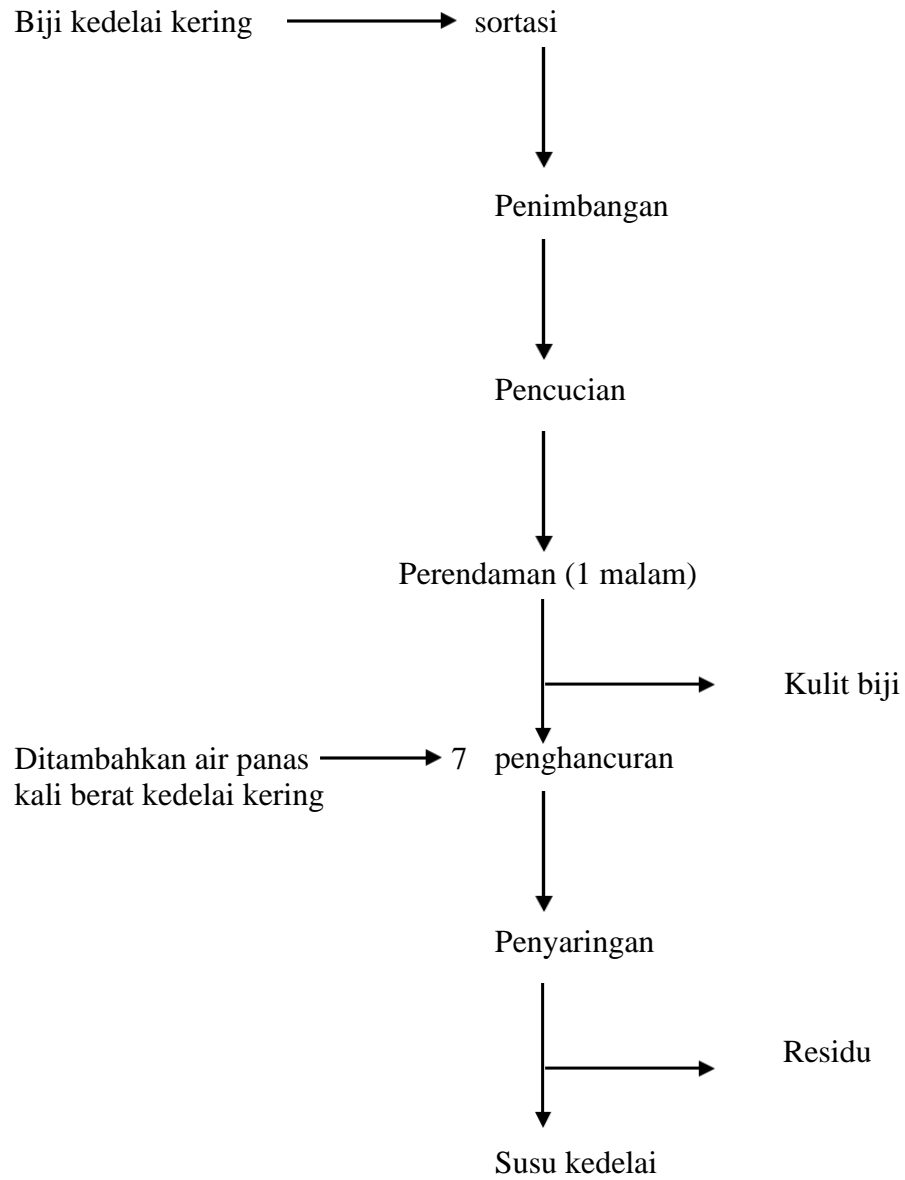 Biji kedelai kering sortasi
Penimbangan
Pencucian
Perendaman (1 malam)
Kulit biji
Ditambahkan air panas 7 penghancuran
kali berat kedelai kering
Penyaringan
Residu
Susu kedelai